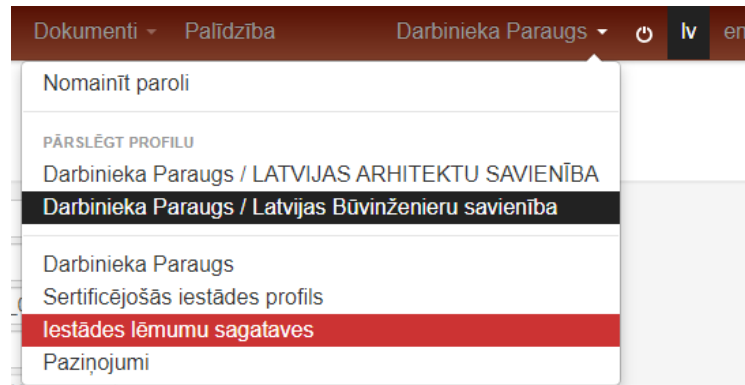 Dokumenti Palīdzība Darbinieka Paraugs lv en
Nomainīt paroli
PĀRSLĒGT PROFILU
Darbinieka Paraugs / LATVIJAS ARHITEKTU SAVIENĪBA
Darbinieka Paraugs / Latvijas Būvinženieru savienība
Darbinieka Paraugs
Sertificējošās iestādes profils
Iestādes lēmumu sagataves
Paziņojumi